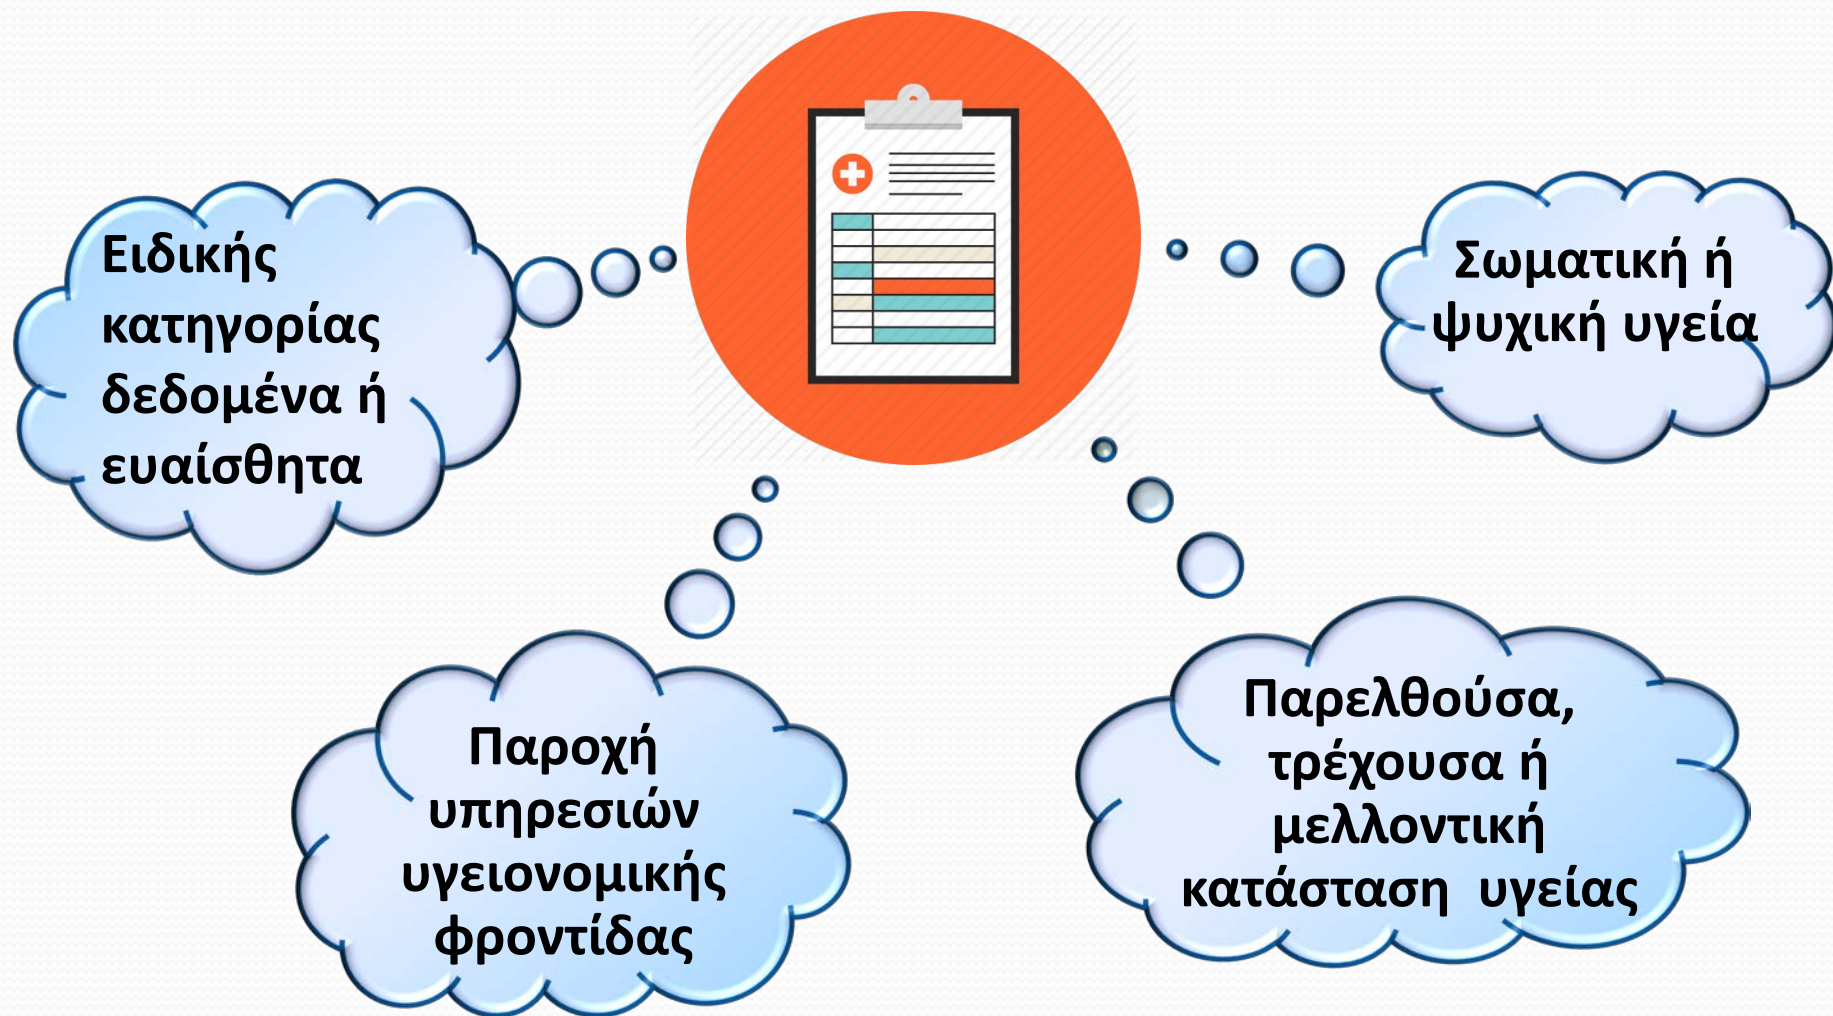 Ειδικής
κατηγορίας
δεδομένα ή
ευαίσθητα
Σωματική ή
ψυχική υγεία
Παροχή
υπηρεσιών
υγειονομικής
φροντίδας
Παρελθούσα,
τρέχουσα ή
μελλοντική
κατάσταση υγείας